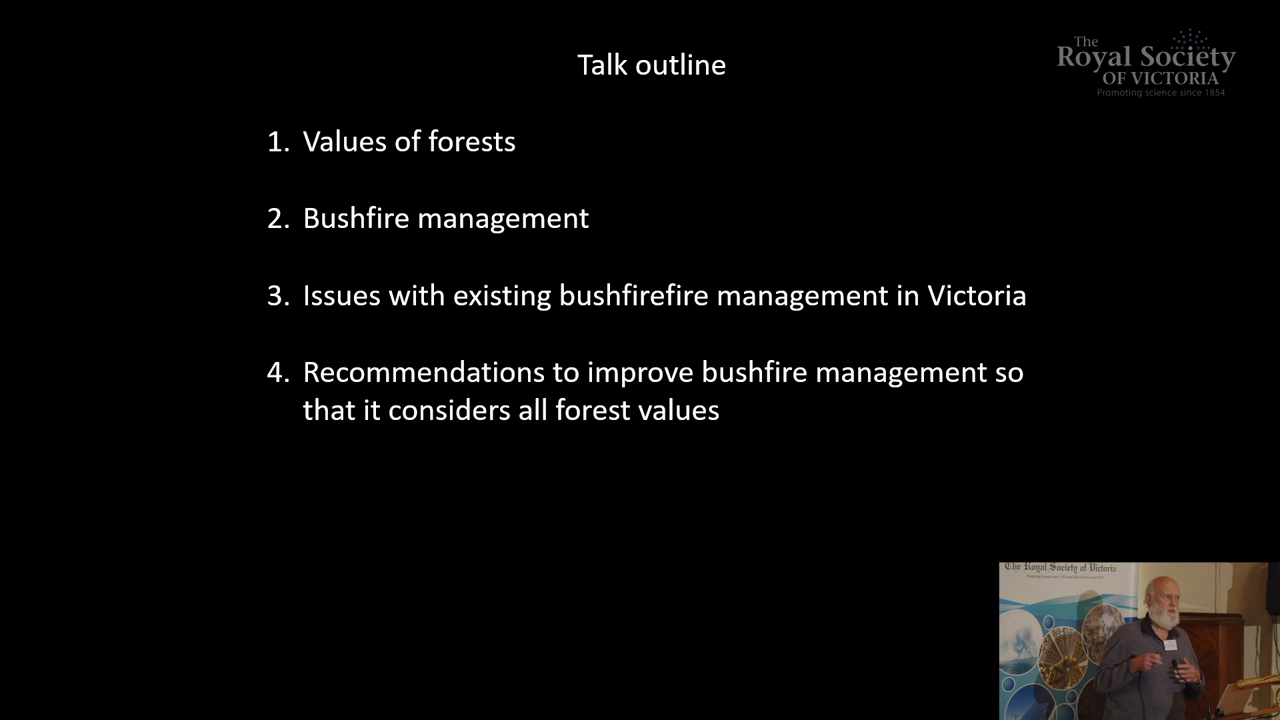 Talk outline
The
Royal Society
OF VICTORIA
Promoting science since 1854
1. Values of forests
2. Bushfire management
3. Issues with existing bushfirefire management in Victoria
4. Recommendations to improve bushfire management so
that it considers all forest values
The Royal Society of Victoria